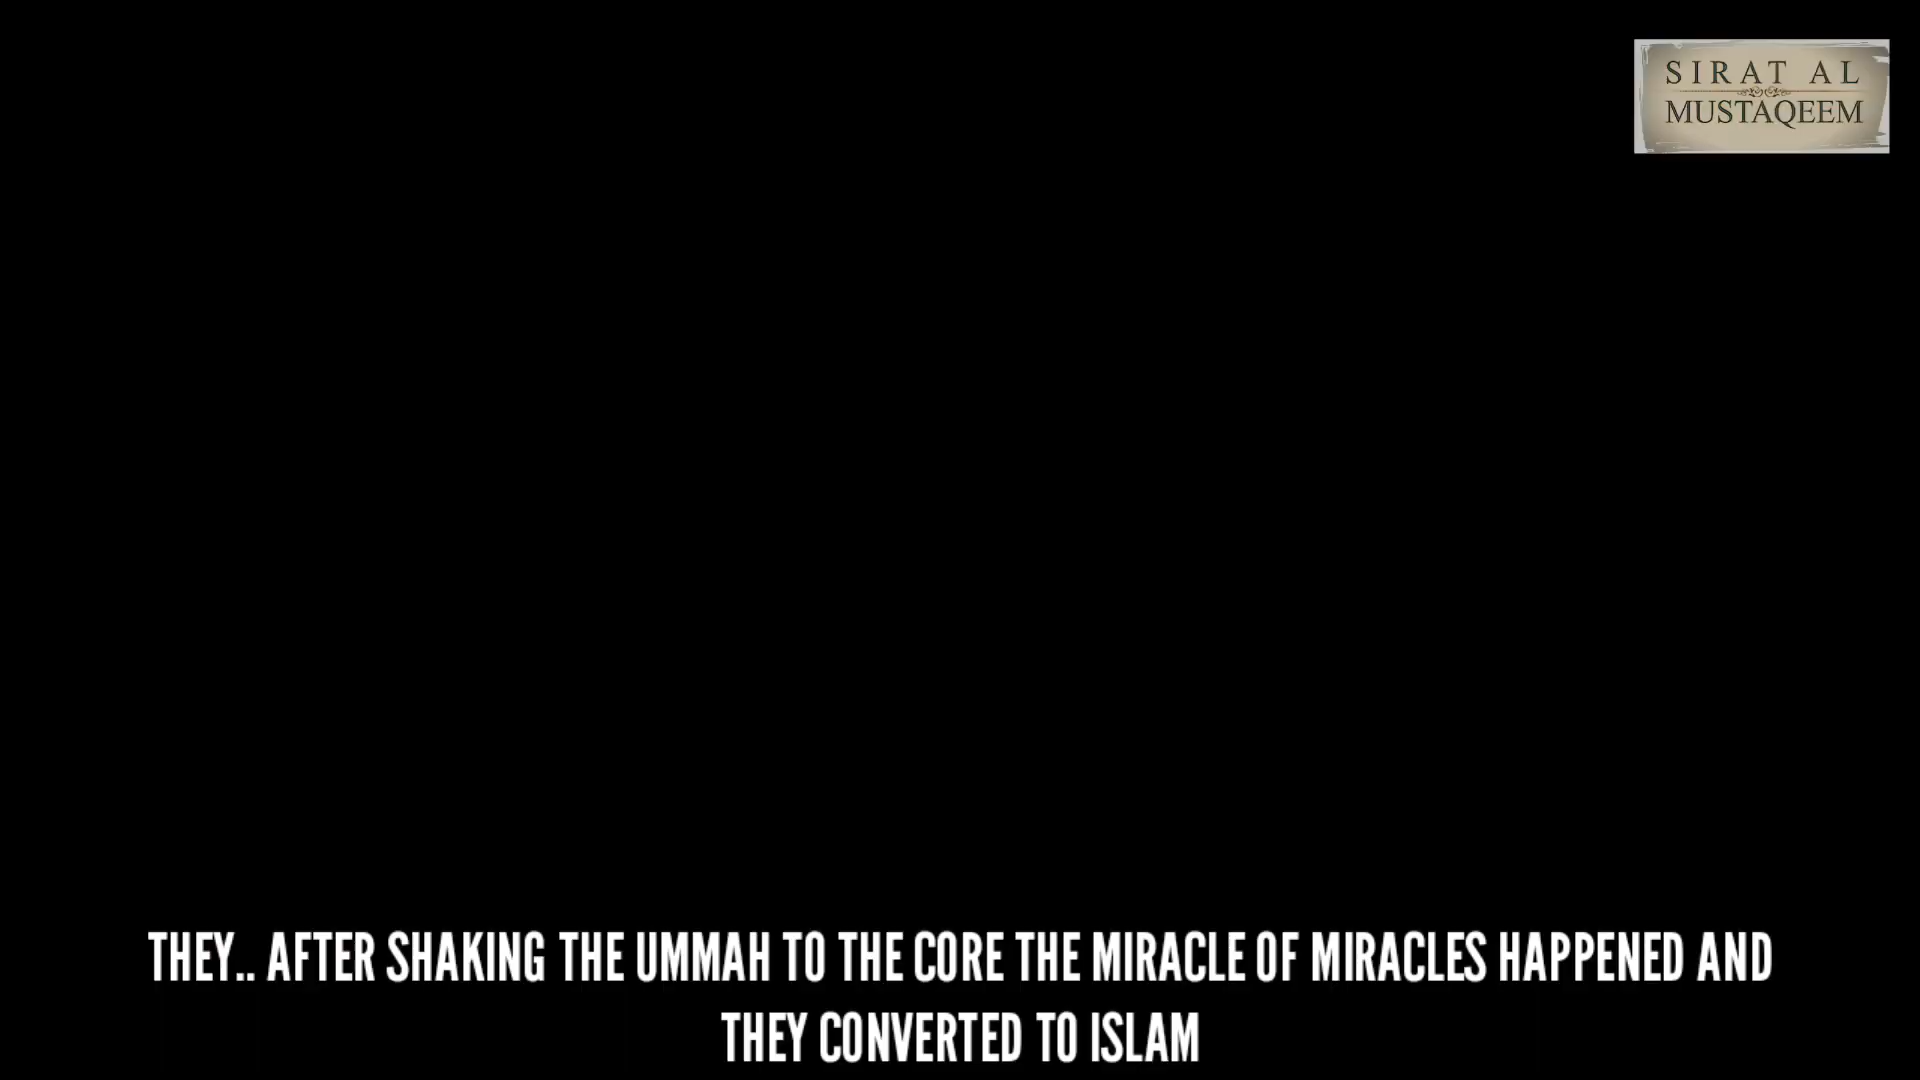 SIRAT AL
MUSTAQEEM
THEY.. AFTER SHAKING THE UMMAH TO THE CORE THE MIRACLE OF MIRACLES HAPPENED AND
THEY CONVERTED TO ISLAM